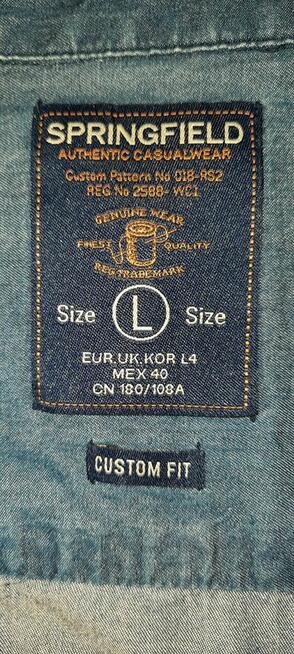 SPRINGFIELD
AUTHENTIC CASUALWEAR
Custom Pattern No 018-RS2
REG.No 2588- WC1
GENUINE WEAR
FINEST QUALITY
REG.TRADEMARK
Size L Size
EUR.UK.KOR L4
MEX 40
CN 180/108A
CUSTOM FIT